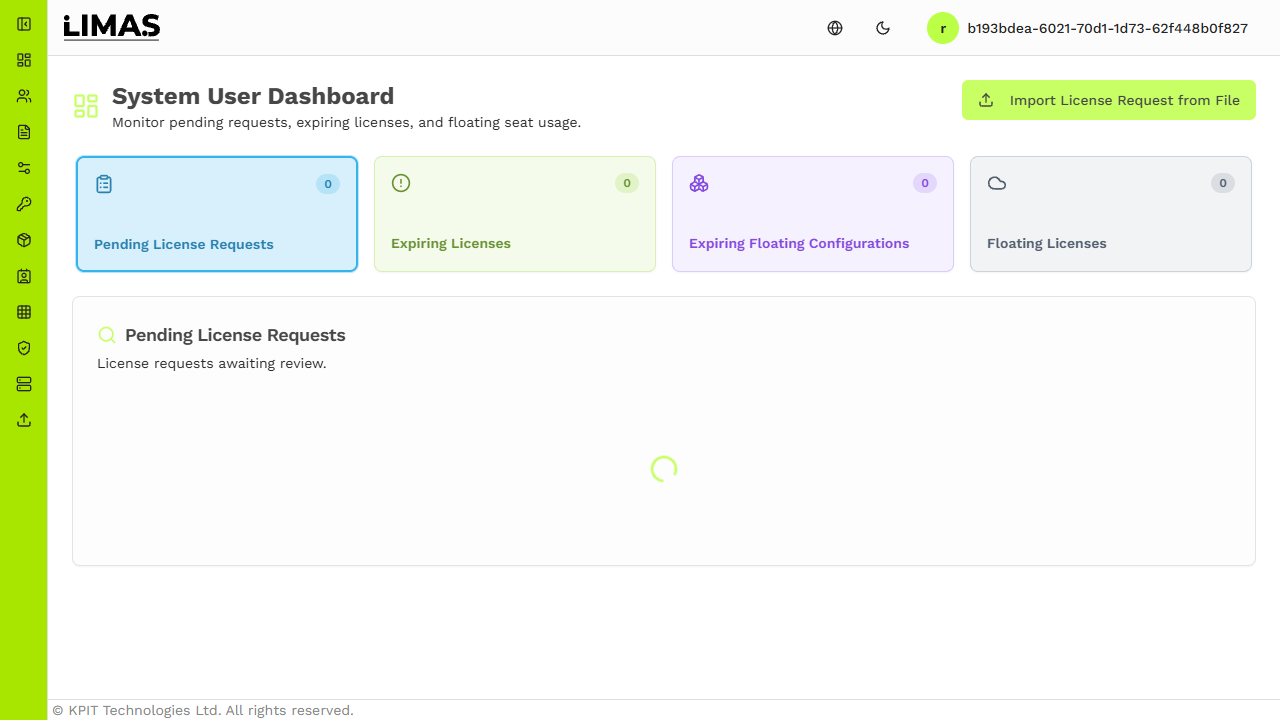 LIMAS
r b193bdea-6021-70d1-1d73-62f448b0f827
System User Dashboard
Monitor pending requests, expiring licenses, and floating seat usage.
Import License Request from File
0
Pending License Requests
0
Expiring Licenses
0
Expiring Floating Configurations
0
Floating Licenses
Pending License Requests
License requests awaiting review.
© KPIT Technologies Ltd. All rights reserved.